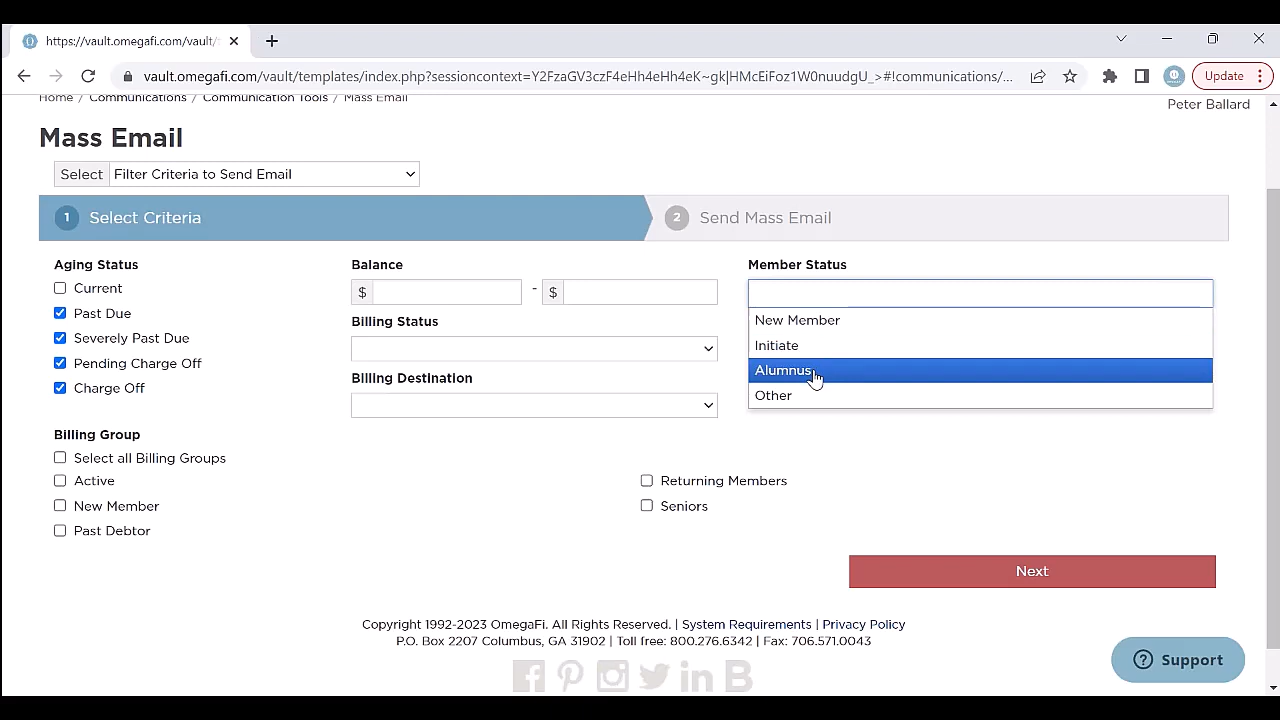 https://vault.omegafi.com/vault/
vault.omegafi.com/vault/templates/index.php?sessioncontext=Y2FzaGV3czF4eHh4eHh4eK~gk|HMcEiFoz1W0nuudgU_>#!communications/...
Update
Home / Communications / Communication Tools / Mass Email
Peter Ballard
Mass Email
Select Filter Criteria to Send Email
1 Select Criteria
2 Send Mass Email
Aging Status
Current
Past Due
Severely Past Due
Pending Charge Off
Charge Off
Balance
$ - $
Billing Status
Billing Destination
Member Status
New Member
Initiate
Alumnus
Other
Billing Group
Select all Billing Groups
Active
New Member
Past Debtor
Returning Members
Seniors
Next
Copyright 1992-2023 OmegaFi. All Rights Reserved. | System Requirements | Privacy Policy
P.O. Box 2207 Columbus, GA 31902 | Toll free: 800.276.6342 | Fax: 706.571.0043
Support